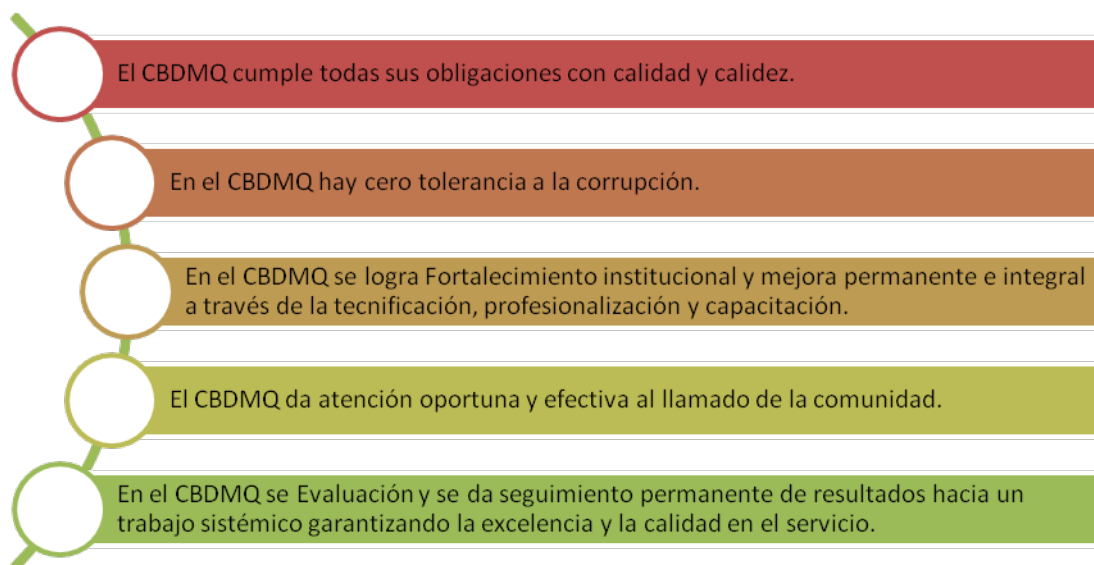 El CBDMQ cumple todas sus obligaciones con calidad y calidez.
En el CBDMQ hay cero tolerancia a la corrupción.
En el CBDMQ se logra Fortalecimiento institucional y mejora permanente e integral
a través de la tecnificación, profesionalización y capacitación.
El CBDMQ da atención oportuna y efectiva al llamado de la comunidad.
En el CBDMQ se Evaluación y se da seguimiento permanente de resultados hacia un
trabajo sistémico garantizando la excelencia y la calidad en el servicio.